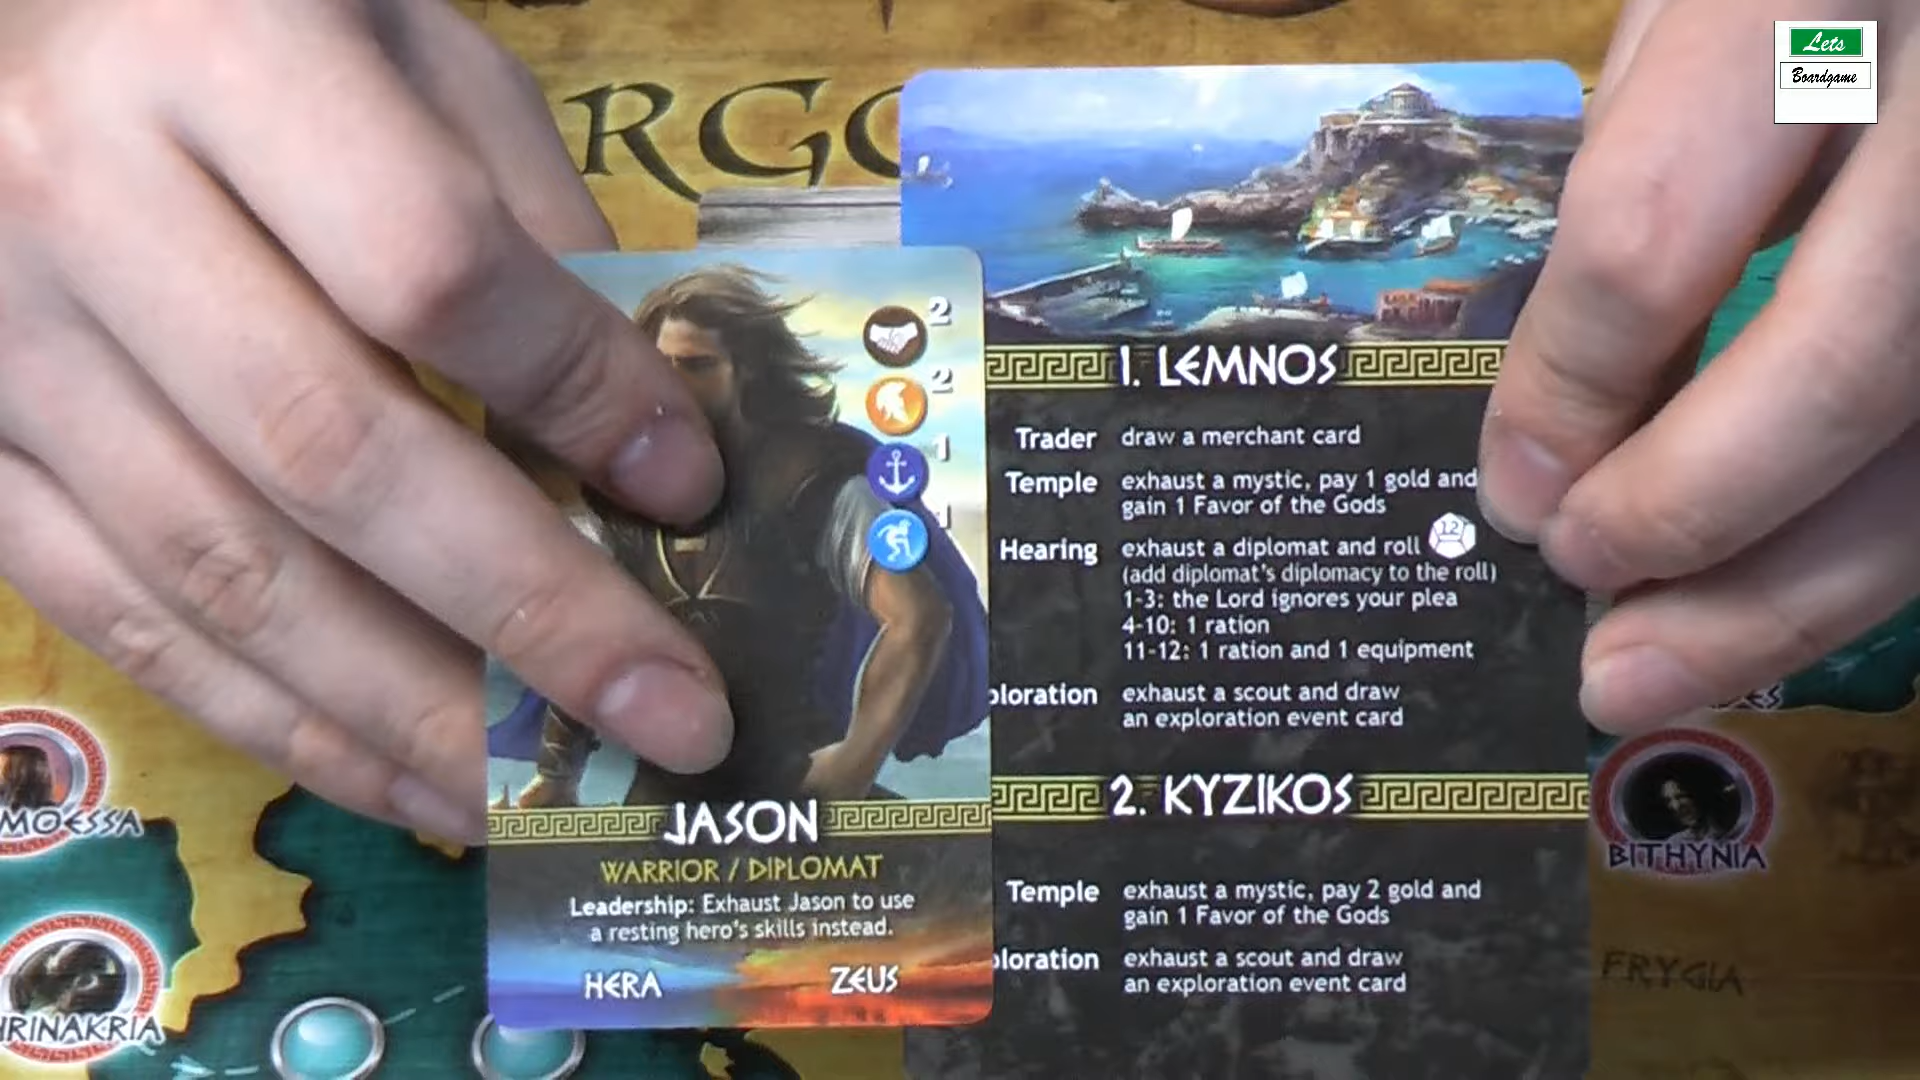 Lets
Boardgame
RGO
2
2
1
1
JASON
WARRIOR / DIPLOMAT
Leadership: Exhaust Jason to use
a resting hero's skills instead.
HERA
ZEUS
1. LEMNOS
Trader draw a merchant card
Temple exhaust a mystic, pay 1 gold and
gain 1 Favor of the Gods
Hearing exhaust a diplomat and roll 12
(add diplomat's diplomacy to the roll)
1-3: the Lord ignores your plea
4-10: 1 ration
11-12: 1 ration and 1 equipment
ploration exhaust a scout and draw
an exploration event card
2. KYZIKOS
Temple exhaust a mystic, pay 2 gold and
gain 1 Favor of the Gods
ploration exhaust a scout and draw
an exploration event card
MOESSA
HRINAKRIA
BITHYNIA
FRYGIA